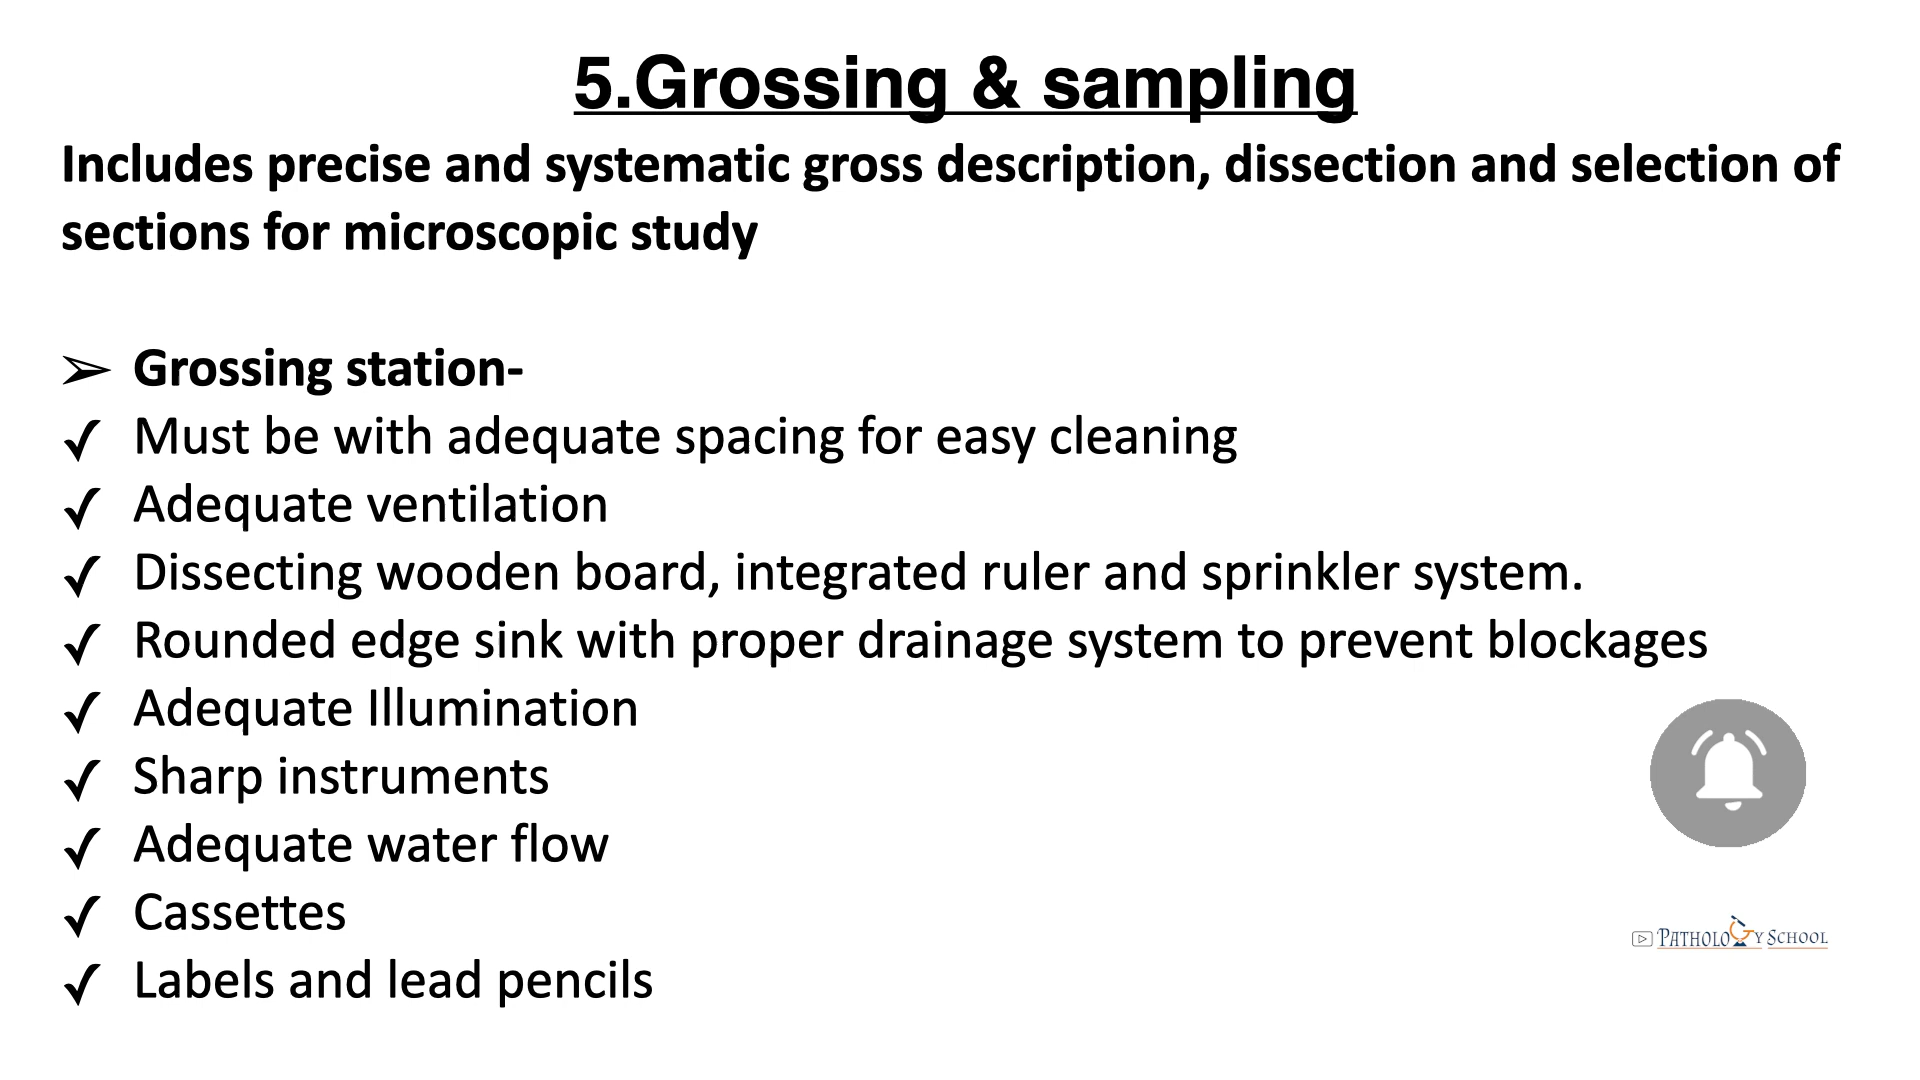 5.Grossing & sampling
Includes precise and systematic gross description, dissection and selection of
sections for microscopic study
➢ Grossing station-
✓ Must be with adequate spacing for easy cleaning
✓ Adequate ventilation
✓ Dissecting wooden board, integrated ruler and sprinkler system.
✓ Rounded edge sink with proper drainage system to prevent blockages
✓ Adequate Illumination
✓ Sharp instruments
✓ Adequate water flow
✓ Cassettes
✓ Labels and lead pencils
PATHOLOGY SCHOOL